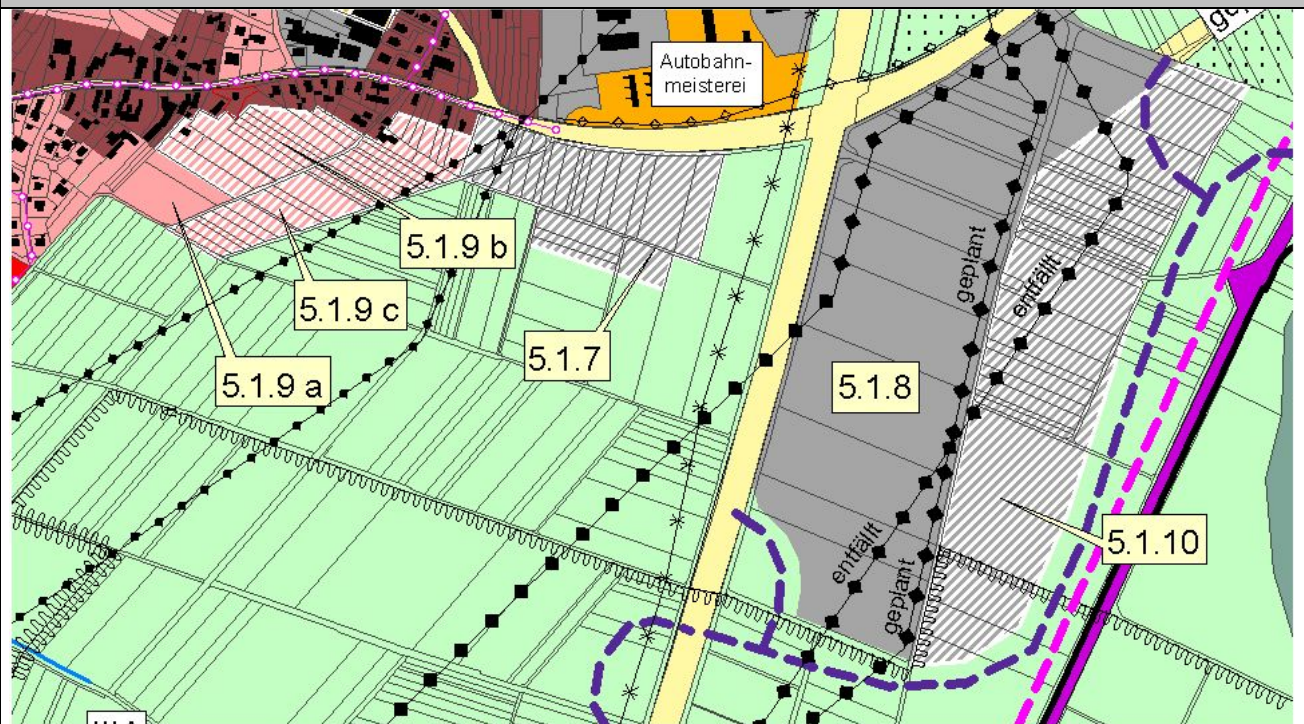 Autobahn-
meisterei
5.1.9 b
5.1.9 c
5.1.7
5.1.9 a
5.1.8
geplant
entfällt
5.1.10
entfällt
geplant